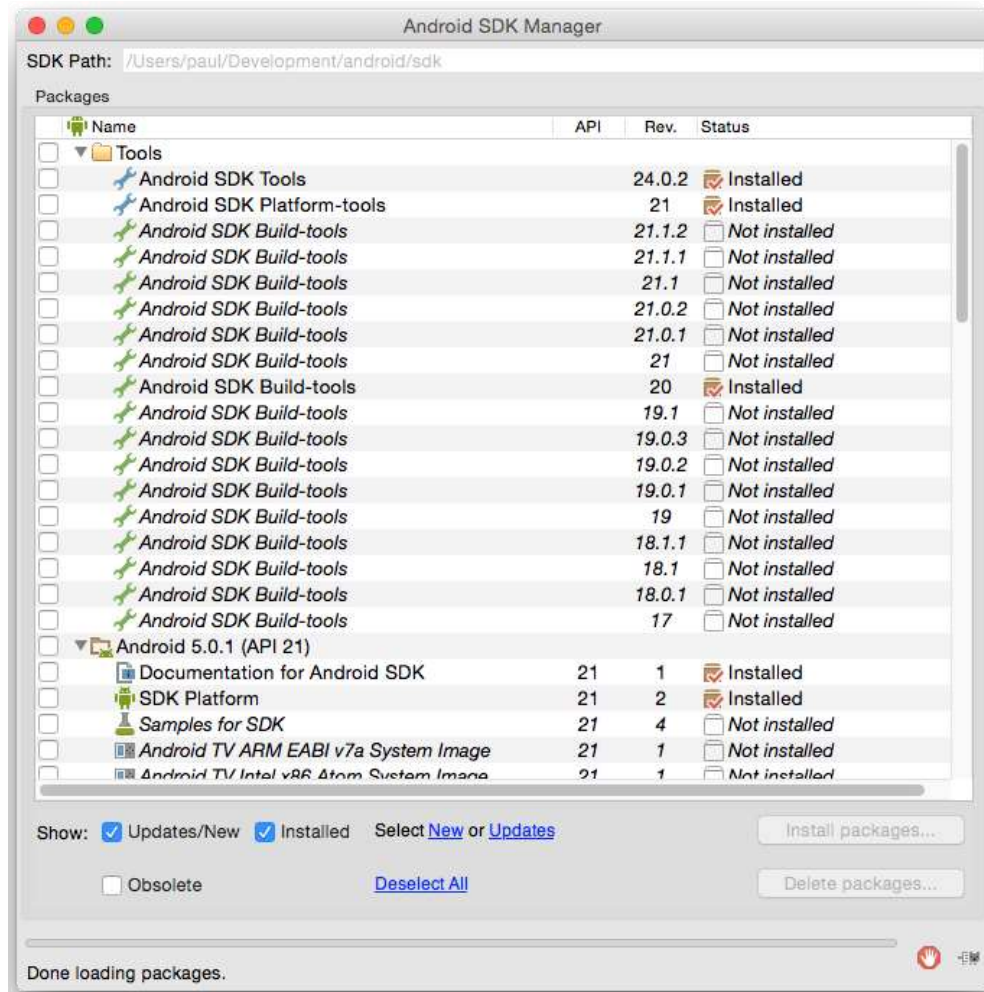 Android SDK Manager
SDK Path: /Users/paul/Development/android/sdk
Packages
Name API Rev. Status
Tools
Android SDK Tools 24.0.2 Installed
Android SDK Platform-tools 21 Installed
Android SDK Build-tools 21.1.2 Not installed
Android SDK Build-tools 21.1.1 Not installed
Android SDK Build-tools 21.1 Not installed
Android SDK Build-tools 21.0.2 Not installed
Android SDK Build-tools 21.0.1 Not installed
Android SDK Build-tools 21 Not installed
Android SDK Build-tools 20 Installed
Android SDK Build-tools 19.1 Not installed
Android SDK Build-tools 19.0.3 Not installed
Android SDK Build-tools 19.0.2 Not installed
Android SDK Build-tools 19.0.1 Not installed
Android SDK Build-tools 19 Not installed
Android SDK Build-tools 18.1.1 Not installed
Android SDK Build-tools 18.1 Not installed
Android SDK Build-tools 18.0.1 Not installed
Android SDK Build-tools 17 Not installed
Android 5.0.1 (API 21)
Documentation for Android SDK 21 1 Installed
SDK Platform 21 2 Installed
Samples for SDK 21 4 Not installed
Android TV ARM EABI v7a System Image 21 1 Not installed
Android TV Intel x86 Atom System Image 21 1 Not installed
Show: Updates/New Installed Select New or Updates Install packages...
Obsolete Deselect All Delete packages...
Done loading packages.